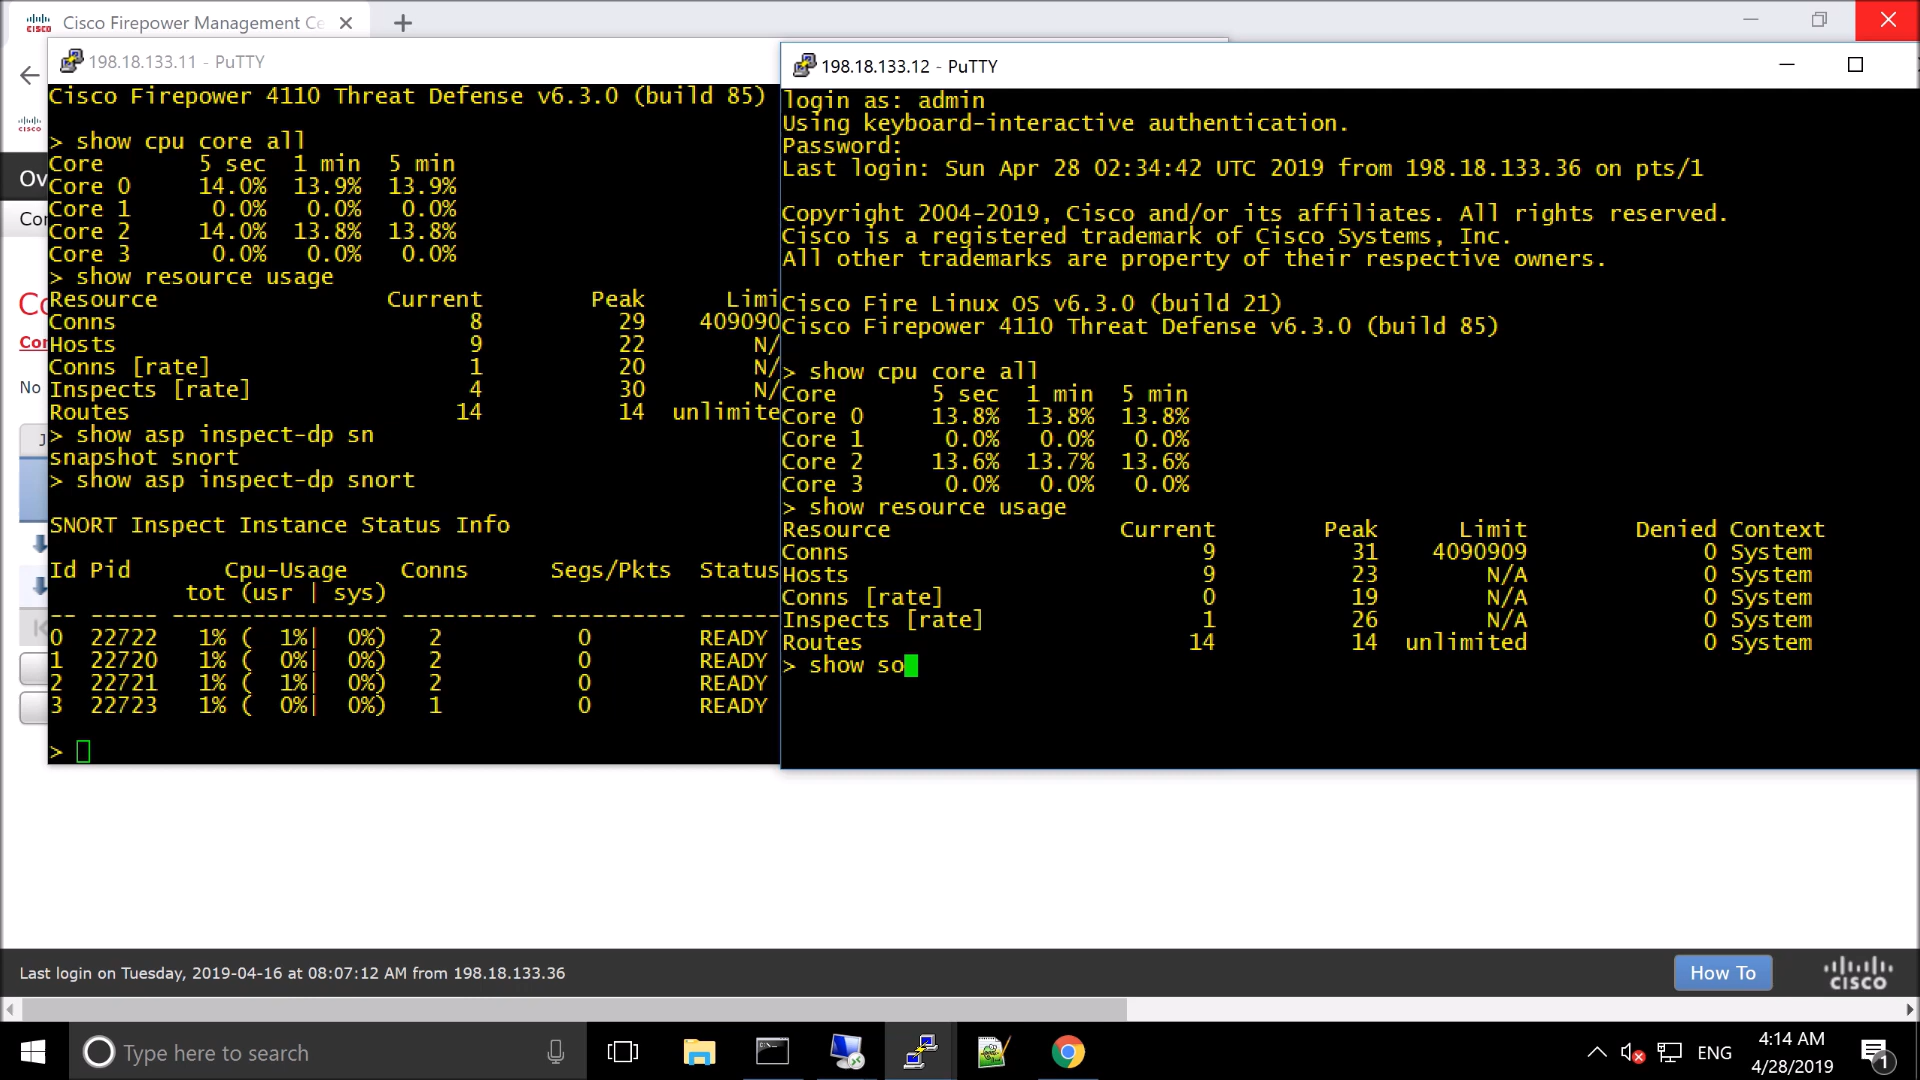 Cisco Firepower Management Ce
198.18.133.11 - PuTTY
Cisco Firepower 4110 Threat Defense v6.3.0 (build 85)
> show cpu core all
Core 5 sec 1 min 5 min
Core 0 14.0% 13.9% 13.9%
Core 1 0.0% 0.0% 0.0%
Core 2 14.0% 13.8% 13.8%
Core 3 0.0% 0.0% 0.0%
> show resource usage
Resource Current Peak Limi
Conns 8 29 409090
Hosts 9 22 N/
Conns [rate] 1 20 N/
Inspects [rate] 4 30 N/
Routes 14 14 unlimite
> show asp inspect-dp sn
snapshot snort
> show asp inspect-dp snort
SNORT Inspect Instance Status Info
Id Pid Cpu-Usage Conns Segs/Pkts Status
tot (usr | sys)
-- ----- ---------------- ---------- ---------- ------
0 22722 1% ( 1%| 0%) 2 0 READY
1 22720 1% ( 0%| 0%) 2 0 READY
2 22721 1% ( 1%| 0%) 2 0 READY
3 22723 1% ( 0%| 0%) 1 0 READY
>
198.18.133.12 - PuTTY
login as: admin
Using keyboard-interactive authentication.
Password:
Last login: Sun Apr 28 02:34:42 UTC 2019 from 198.18.133.36 on pts/1
Copyright 2004-2019, Cisco and/or its affiliates. All rights reserved.
Cisco is a registered trademark of Cisco Systems, Inc.
All other trademarks are property of their respective owners.
Cisco Fire Linux OS v6.3.0 (build 21)
Cisco Firepower 4110 Threat Defense v6.3.0 (build 85)
> show cpu core all
Core 5 sec 1 min 5 min
Core 0 13.8% 13.8% 13.8%
Core 1 0.0% 0.0% 0.0%
Core 2 13.6% 13.7% 13.6%
Core 3 0.0% 0.0% 0.0%
> show resource usage
Resource Current Peak Limit Denied Context
Conns 9 31 4090909 0 System
Hosts 9 23 N/A 0 System
Conns [rate] 0 19 N/A 0 System
Inspects [rate] 1 26 N/A 0 System
Routes 14 14 unlimited 0 System
> show so
cisco
Ov
Cor
Co
Con
No
J
Last login on Tuesday, 2019-04-16 at 08:07:12 AM from 198.18.133.36
How To
CISCO
Type here to search
ENG
4:14 AM
4/28/2019
1